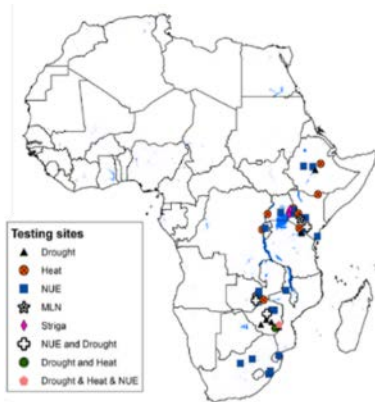 Testing sites
Drought
Heat
NUE
MLN
Striga
NUE and Drought
Drought and Heat
Drought & Heat & NUE